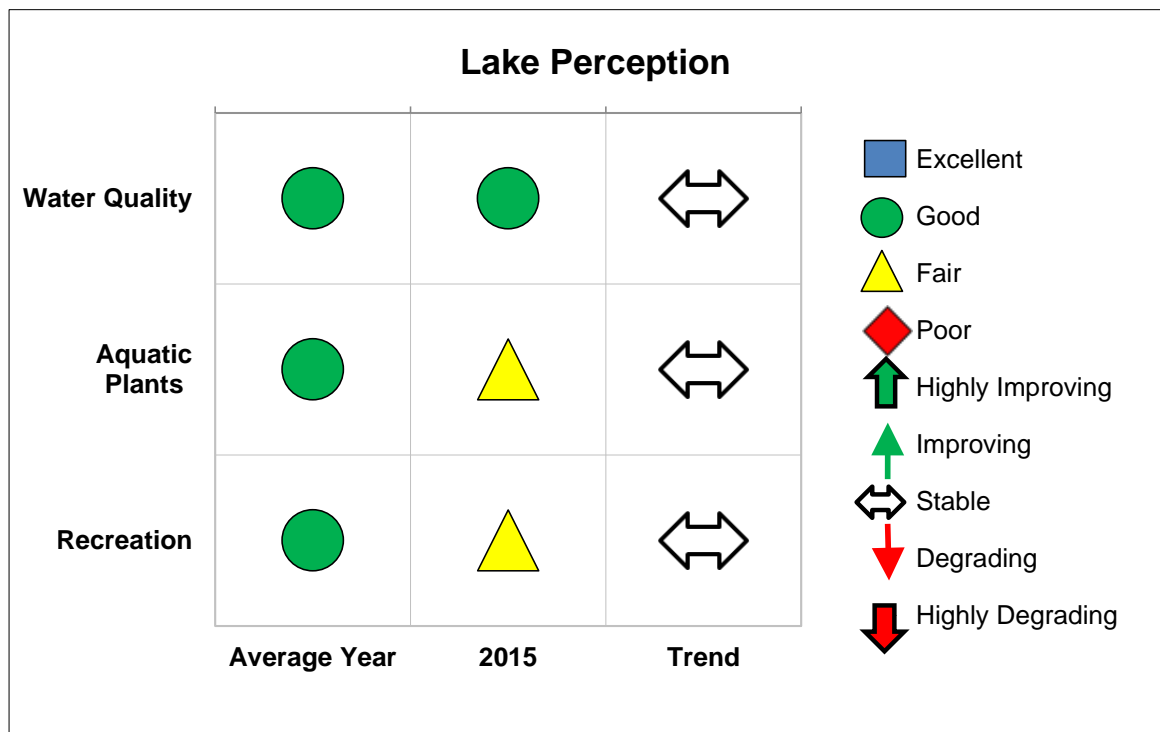 Lake Perception
Water Quality
Aquatic
Plants
Recreation
Average Year
2015
Trend
Excellent
Good
Fair
Poor
Highly Improving
Improving
Stable
Degrading
Highly Degrading